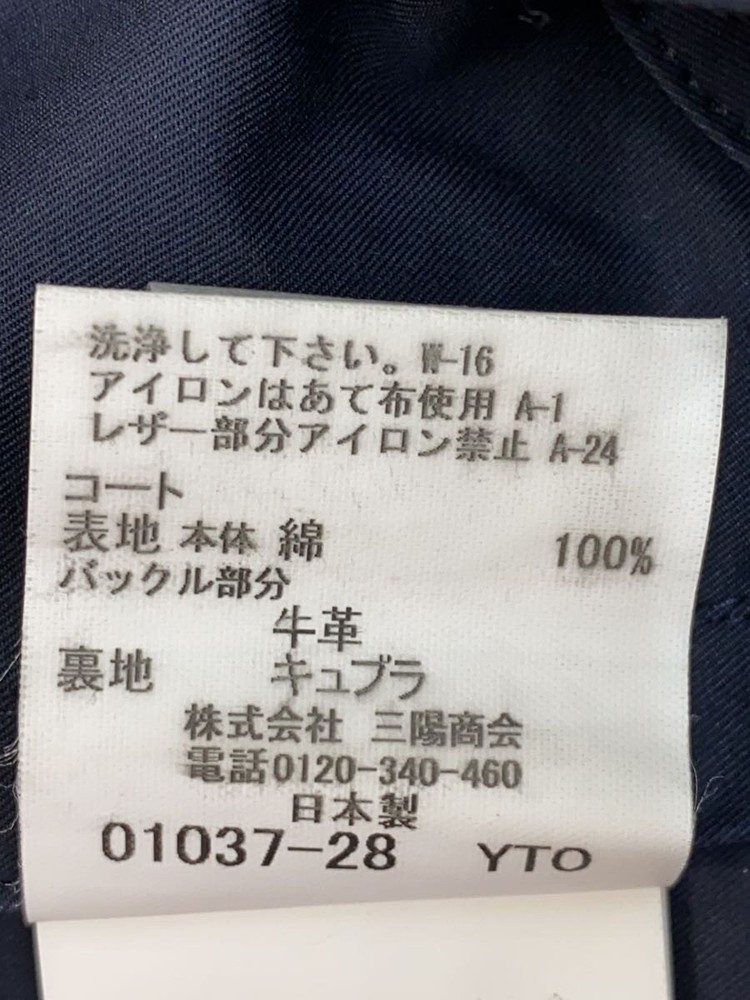 洗浄して下さい。W-16
アイロンはあて布使用 A-1
レザー部分アイロン禁止 A-24
コート
表地 本体 綿 100%
バックル部分
牛革
裏地 キュプラ
株式会社 三陽商会
電話0120-340-460
日本製
01037-28 YTO